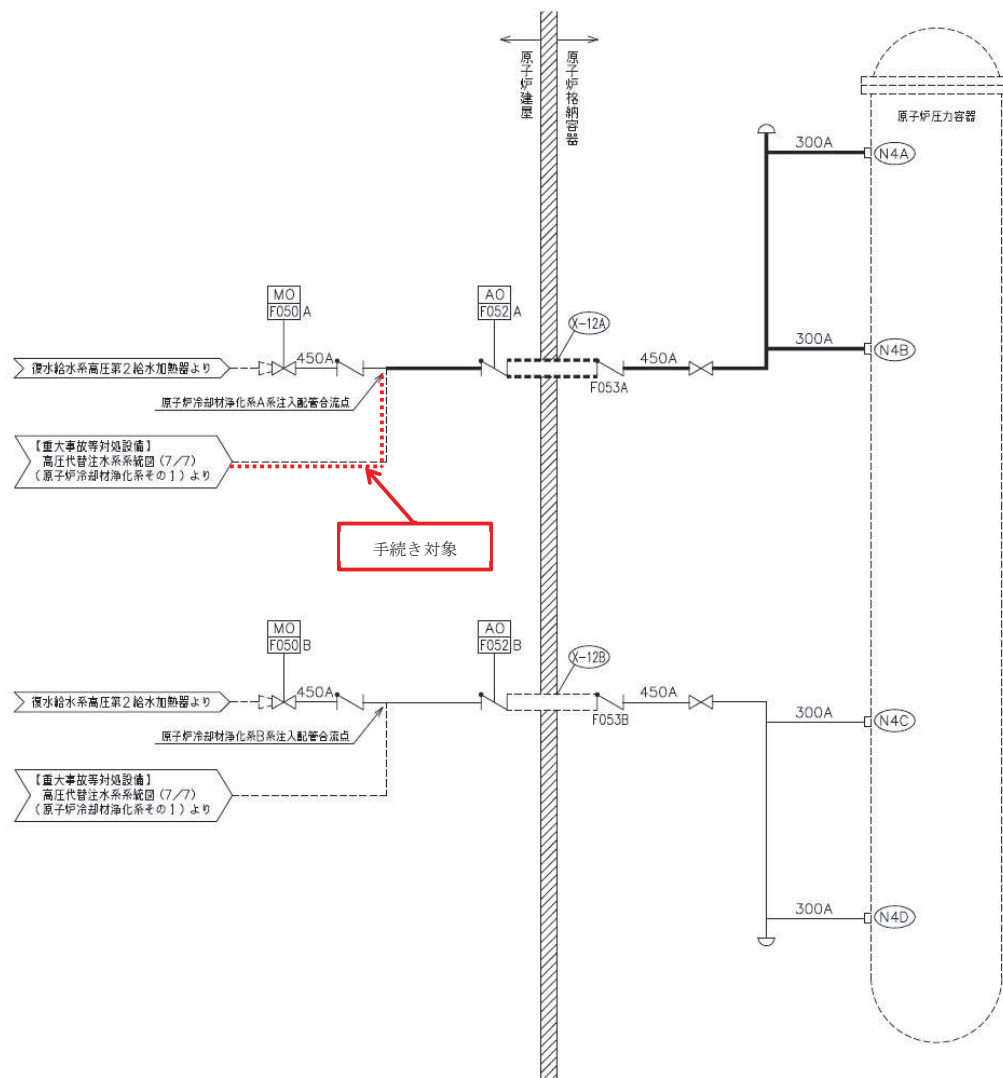 原子炉建屋
原子炉格納容器
原子炉圧力容器
300A
N4A
MO
F050 A
AO
F052 A
X-12A
300A
N4B
復水給水系高圧第2給水加熱器より
450A
450A
F053A
原子炉冷却材浄化系A系注入配管合流点
【重大事故等対処設備】
高圧代替注水系系統図(7/7)
(原子炉冷却材浄化系その1)より
手続き対象
MO
F050 B
AO
F052 B
X-12B
復水給水系高圧第2給水加熱器より
450A
450A
F053B
300A
N4C
原子炉冷却材浄化系B系注入配管合流点
【重大事故等対処設備】
高圧代替注水系系統図(7/7)
(原子炉冷却材浄化系その1)より
300A
N4D